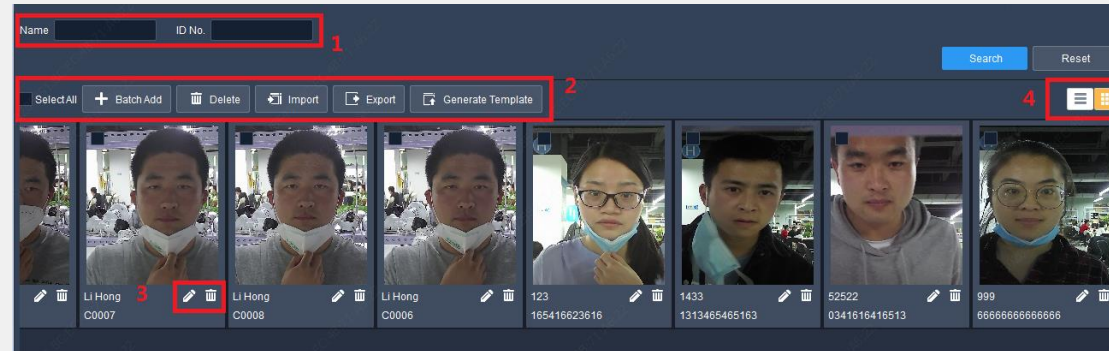 Name ID No.
1
Search Reset
Select All Batch Add Delete Import Export Generate Template
2
4
H
H
3
Li Hong Li Hong Li Hong 123 1433 52522 999
C0007 C0008 C0006 165416623616 1313465465163 0341616416513 66666666666666